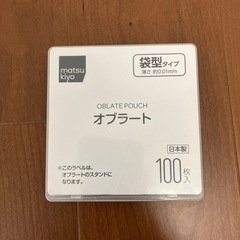 matsu
kiyo
袋型タイプ
薄さ 約0.01mm
OBLATE POUCH
オブラート
日本製
※このラベルは、
オブラートのスタンドに
なります。
100枚入